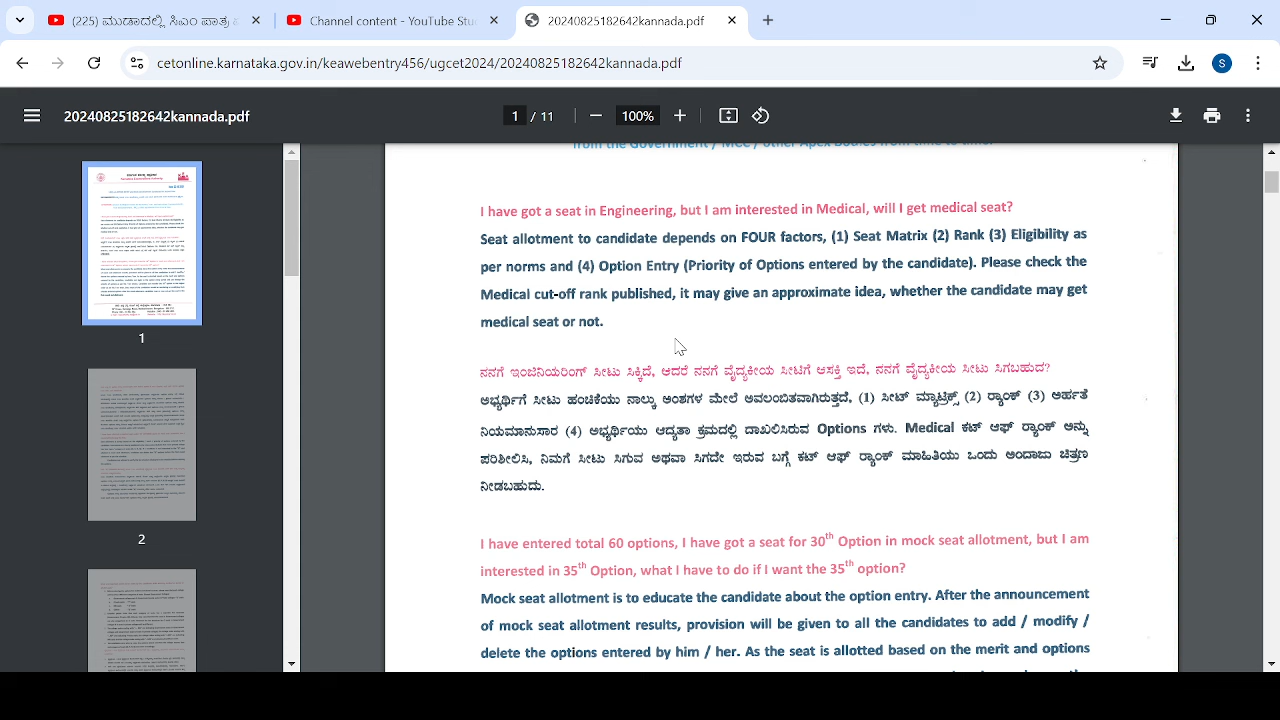 (225) ಮುಡಾದಲ್ಲಿ ಸಿಎಂ ಪಾತ್ರ
Channel content - YouTube Stu
20240825182642kannada.pdf
cetonline.karnataka.gov.in/keawebentry456/ugcet2024/20240825182642kannada.pdf
S
20240825182642kannada.pdf
1 / 11
100%
1
2
from the Government / MCC / other Apex Bodies from time to time.
I have got a seat in engineering, but I am interested in Medical, will I get medical seat?
Seat allotment to candidate depends on FOUR factors, (1) Seat Matrix (2) Rank (3) Eligibility as
per norms and (4) Option Entry (Priority of Options entered by the candidate). Please check the
Medical cut-off rank published, it may give an approximate idea, whether the candidate may get
medical seat or not.
ನನಗೆ ಇಂಜಿನಿಯರಿಂಗ್ ಸೀಟು ಸಿಕ್ಕಿದೆ, ಆದರೆ ನನಗೆ ವೈದ್ಯಕೀಯ ಸೀಟಿಗೆ ಆಸಕ್ತಿ ಇದೆ, ನನಗೆ ವೈದ್ಯಕೀಯ ಸೀಟು ಸಿಗಬಹುದ?
ಅಭ್ಯರ್ಥಿಗೆ ಸೀಟು ಹಂಚಿಕೆಯು ನಾಲ್ಕು ಅಂಶಗಳ ಮೇಲೆ ಅವಲಂಬಿತವಾಗಿರುತ್ತದೆ, (1) ಸೀಟ್ ಮ್ಯಾಟ್ರಿಕ್ಸ್ (2) ರ‍್ಯಾಂಕ್ (3) ಅರ್ಹತೆ
ನಿಯಮಾನುಸಾರ (4) ಅಭ್ಯರ್ಥಿಯು ಆದ್ಯತಾ ಕ್ರಮದಲ್ಲಿ ದಾಖಲಿಸಿರುವ Options ಗಳು. Medical ಕಟ್ ಆಫ್ ರ‍್ಯಾಂಕ್ ಅನ್ನು
ಪರಿಶೀಲಿಸಿ, ನಿಮಗೆ ಸೀಟು ಸಿಗುವ ಅಥವಾ ಸಿಗದೇ ಇರುವ ಬಗ್ಗೆ ಕಟ್ ಆಫ್ ರ‍್ಯಾಂಕ್ ಮಾಹಿತಿಯು ಒಂದು ಅಂದಾಜು ಚಿತ್ರಣ
ನೀಡಬಹುದು.
I have entered total 60 options, I have got a seat for 30th Option in mock seat allotment, but I am
interested in 35th Option, what I have to do if I want the 35th option?
Mock seat allotment is to educate the candidate about the option entry. After the announcement
of mock seat allotment results, provision will be given to all the candidates to add / modify /
delete the options entered by him / her. As the seat is allotted based on the merit and options